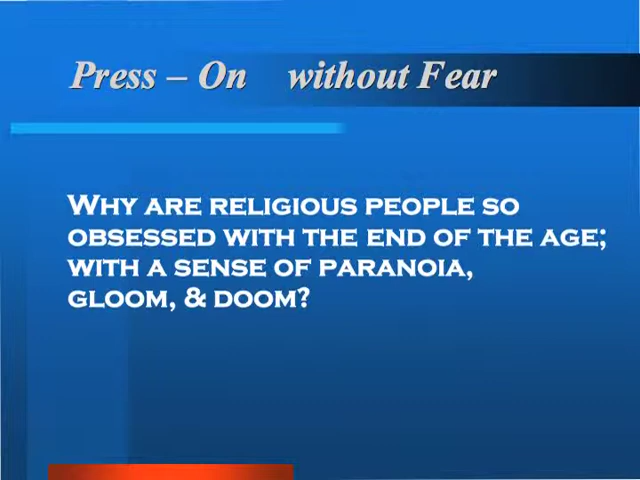 Press – On    without Fear
Why are religious people so
obsessed with the end of the age;
with a sense of paranoia,
gloom, & doom?